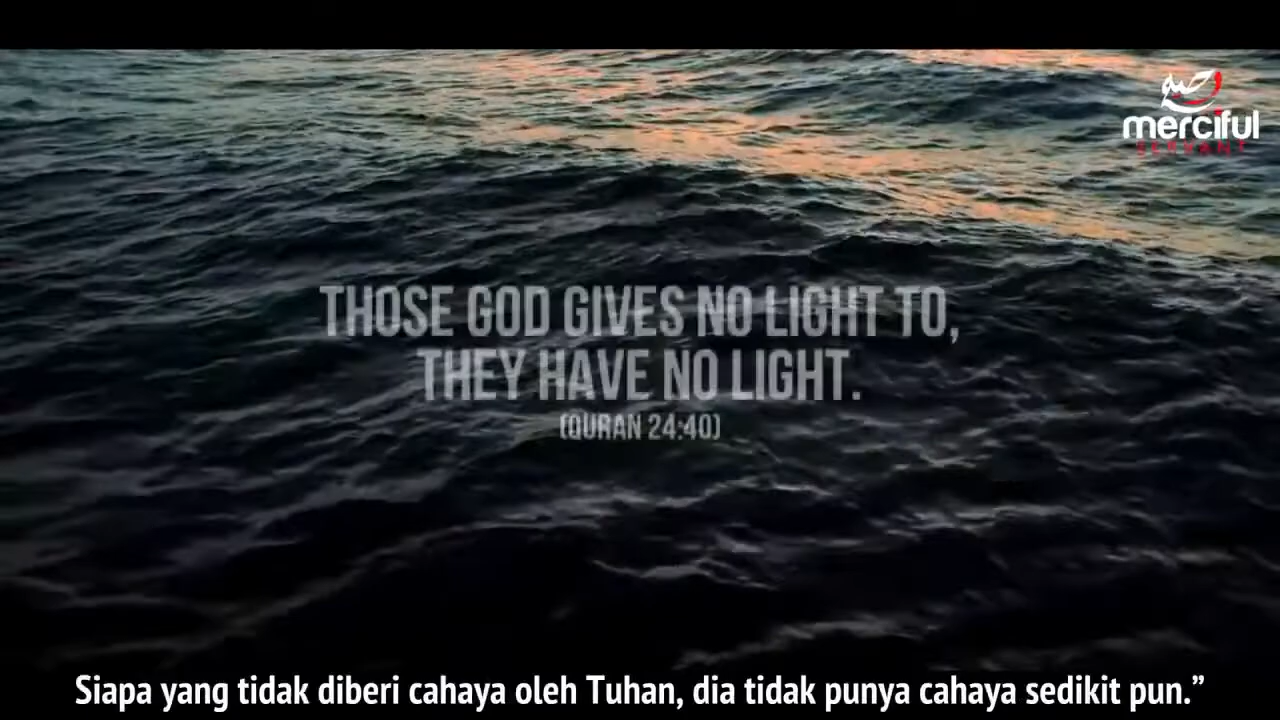 merciful
SERVANT
THOSE GOD GIVES NO LIGHT TO,
THEY HAVE NO LIGHT.
(QURAN 24:40)
Siapa yang tidak diberi cahaya oleh Tuhan, dia tidak punya cahaya sedikit pun.”